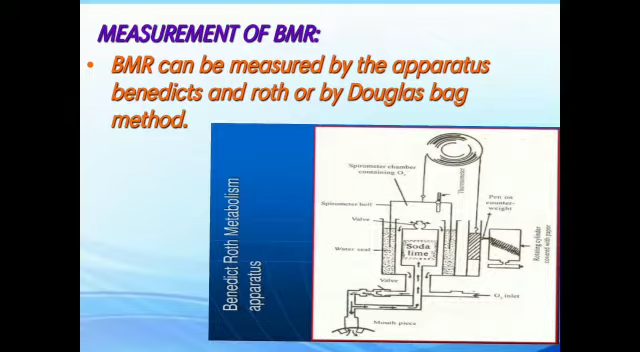 MEASUREMENT OF BMR:
• BMR can be measured by the apparatus
benedicts and roth or by Douglas bag
method.
Benedict Roth Metabolism
apparatus
Spirometer chamber
containing O₂
Thermometer
Spirometer bell
Pen on
counter-
weight
Valve
Water seal
Soda
lime
Rotating cylinder
covered with paper
Valve
O₂ inlet
Mouth piece